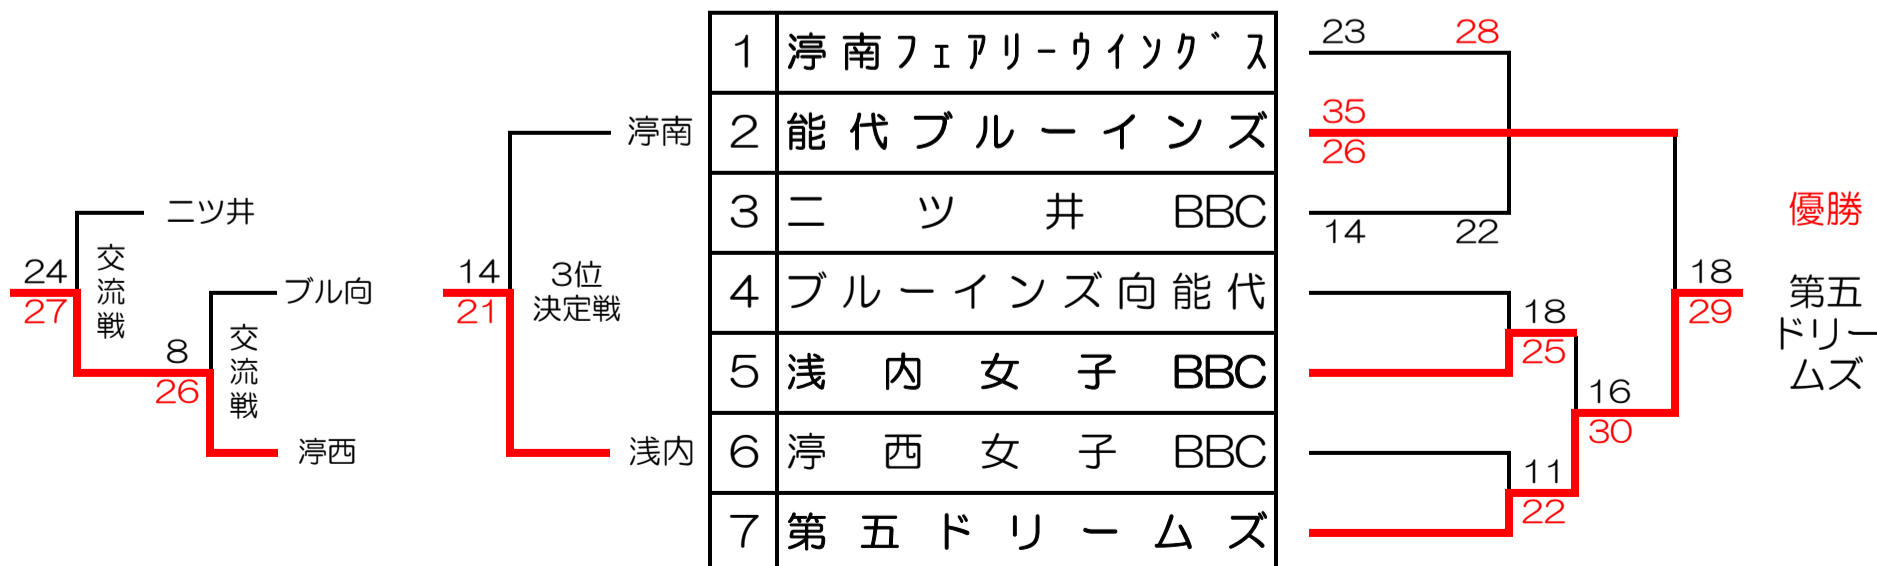 二ツ井
24
27
交流戦
ブル向
8
26
交流戦
渟西
渟南
14
21
3位
決定戦
浅内
1 渟南フェアリーウイングス
2 能代ブルーインズ
3 二ツ井BBC
4 ブルーインズ向能代
5 浅内女子BBC
6 渟西女子BBC
7 第五ドリームズ
23 28
35
26
14 22
18
25
11
22
16
30
18
29
優勝
第五
ドリー
ムズ